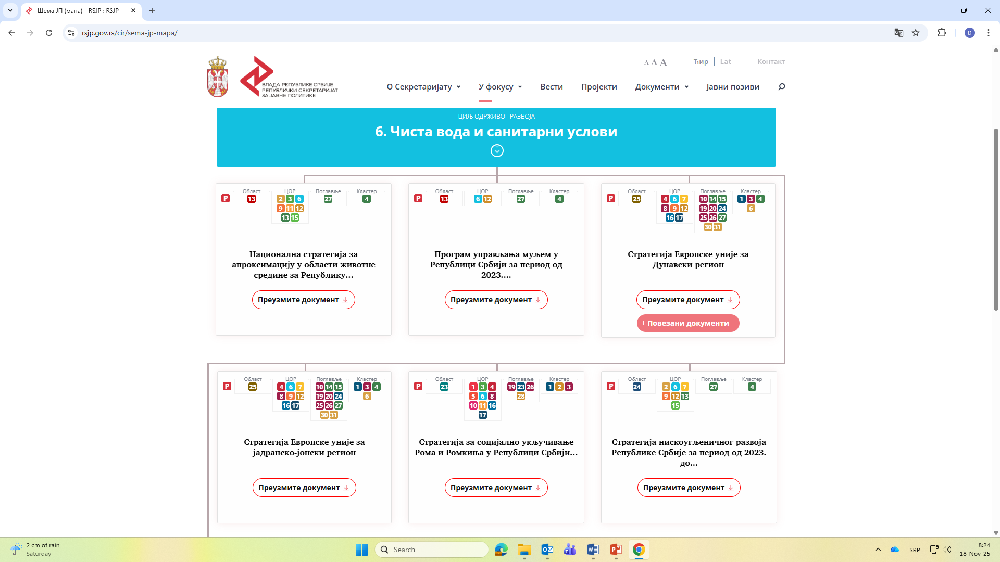 Шема ЈП (мапа) - RSJP : RSJP
rsjp.gov.rs/cir/sema-jp-mapa/
D
A A A
Ћир | Lat
Контакт
ВЛАДА РЕПУБЛИКЕ СРБИЈЕ
РЕПУБЛИЧКИ СЕКРЕТАРИЈАТ
ЗА ЈАВНЕ ПОЛИТИКЕ
О Секретаријату
У фокусу
Вести
Пројекти
Документи
Јавни позиви
ЦИЉ ОДРЖИВОГ РАЗВОЈА
6. Чиста вода и санитарни услови
P
Област
13
ЦОР
2 3 6
9 11 12
13 15
Поглавље
27
Кластер
4
Национална стратегија за
апроксимацију у области животне
средине за Републику...
Преузмите документ
P
Област
13
ЦОР
6 12
Поглавље
27
Кластер
4
Програм управљања муљем у
Републици Србији за период од
2023....
Преузмите документ
P
Област
25
ЦОР
4 6 7
8 9 12
16 17
Поглавље
10 14 15
19 20 24
25 26 27
30 31
Кластер
1 3 4
6
Стратегија Европске уније за
Дунавски регион
Преузмите документ
+ Повезани документи
P
Област
25
ЦОР
4 6 7
8 9 12
16 17
Поглавље
10 14 15
19 20 24
25 26 27
30 31
Кластер
1 3 4
6
Стратегија Европске уније за
јадранско-јонски регион
Преузмите документ
P
Област
23
ЦОР
1 3 4
5 6 8
10 11 16
17
Поглавље
19 23 26
28
Кластер
1 2 3
Стратегија за социјално укључивање
Рома и Ромкиња у Републици Србији...
Преузмите документ
P
Област
24
ЦОР
2 6 7
9 12 13
15
Поглавље
27
Кластер
4
Стратегија нискоугљеничног развоја
Републике Србије за период од 2023.
до...
Преузмите документ
2 cm of rain
Saturday
Search
SRP
8:24
18-Nov-25